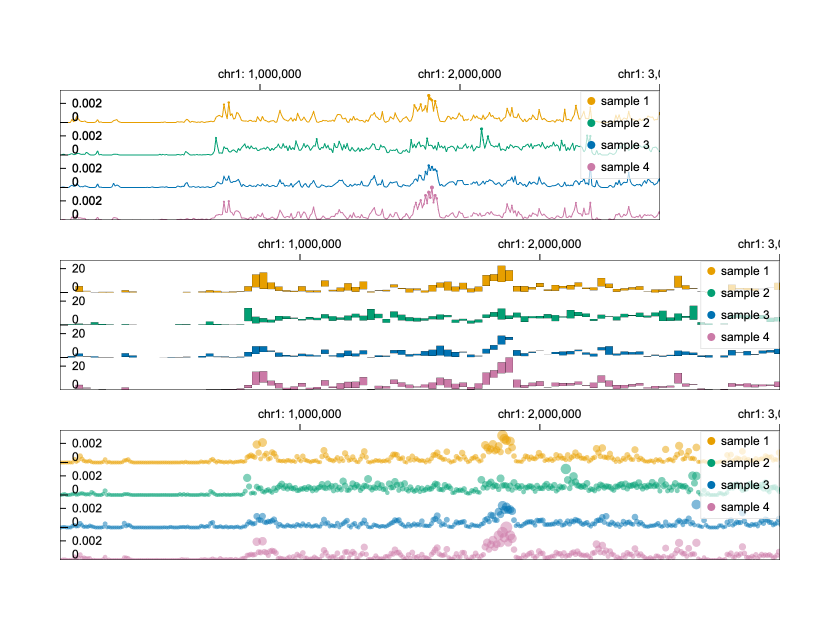 chr1: 1,000,000 chr1: 2,000,000 chr1: 3,0
0.002 sample 1
0
0.002 sample 2
0 sample 3
0.002 sample 4
0
0.002
0
chr1: 1,000,000 chr1: 2,000,000 chr1: 3,0
20 sample 1
0
20 sample 2
0 sample 3
20 sample 4
0
20
0
chr1: 1,000,000 chr1: 2,000,000 chr1: 3,0
0.002 sample 1
0
0.002 sample 2
0 sample 3
0.002 sample 4
0
0.002
0